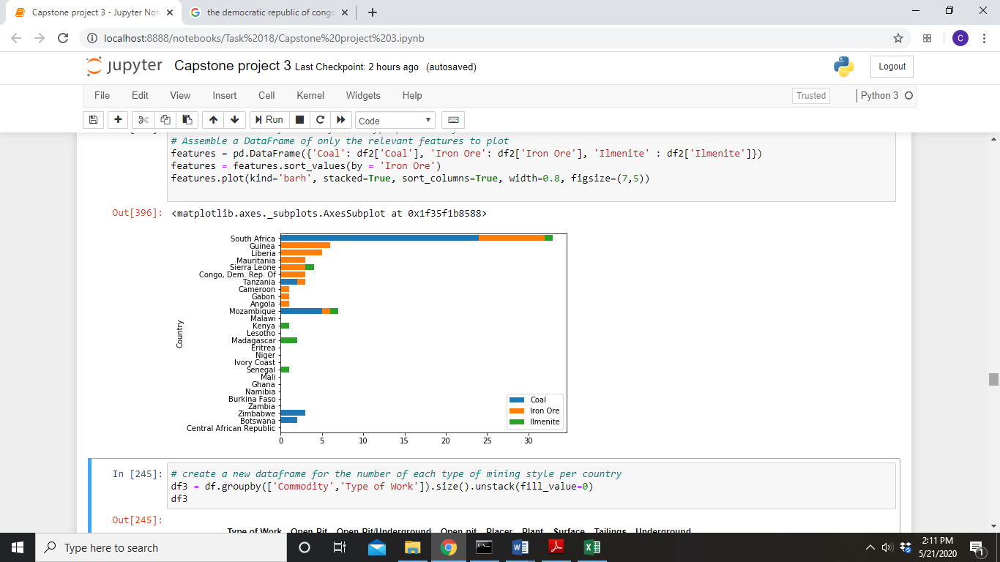 Capstone project 3 - Jupyter Not
the democratic republic of congo
localhost:8888/notebooks/Task%2018/Capstone%20project%203.ipynb
C
jupyter Capstone project 3 Last Checkpoint: 2 hours ago (autosaved)
Logout
File Edit View Insert Cell Kernel Widgets Help
Trusted
Python 3
Run
Code
# Assemble a DataFrame of only the relevant features to plot
features = pd.DataFrame({'Coal': df2['Coal'], 'Iron Ore': df2['Iron Ore'], 'Ilmenite' : df2['Ilmenite']})
features = features.sort_values(by = 'Iron Ore')
features.plot(kind='barh', stacked=True, sort_columns=True, width=0.8, figsize=(7,5))
Out[396]: <matplotlib.axes._subplots.AxesSubplot at 0x1f35f1b8588>
South Africa
Guinea
Liberia
Mauritania
Sierra Leone
Congo, Dem. Rep. Of
Tanzania
Cameroon
Gabon
Angola
Mozambique
Malawi
Kenya
Lesotho
Madagascar
Eritrea
Niger
Ivory Coast
Senegal
Mali
Ghana
Namibia
Burkina Faso
Zambia
Zimbabwe
Botswana
Central African Republic
Country
Coal
Iron Ore
Ilmenite
0 5 10 15 20 25 30
In [245]: # create a new dataframe for the number of each type of mining style per country
df3 = df.groupby(['Commodity','Type of Work']).size().unstack(fill_value=0)
df3
Out[245]:
Type of Work Open Pit Open Pit/Underground Open pit Placer Plant Surface Tailings Underground
Type here to search
2:11 PM
5/21/2020
1